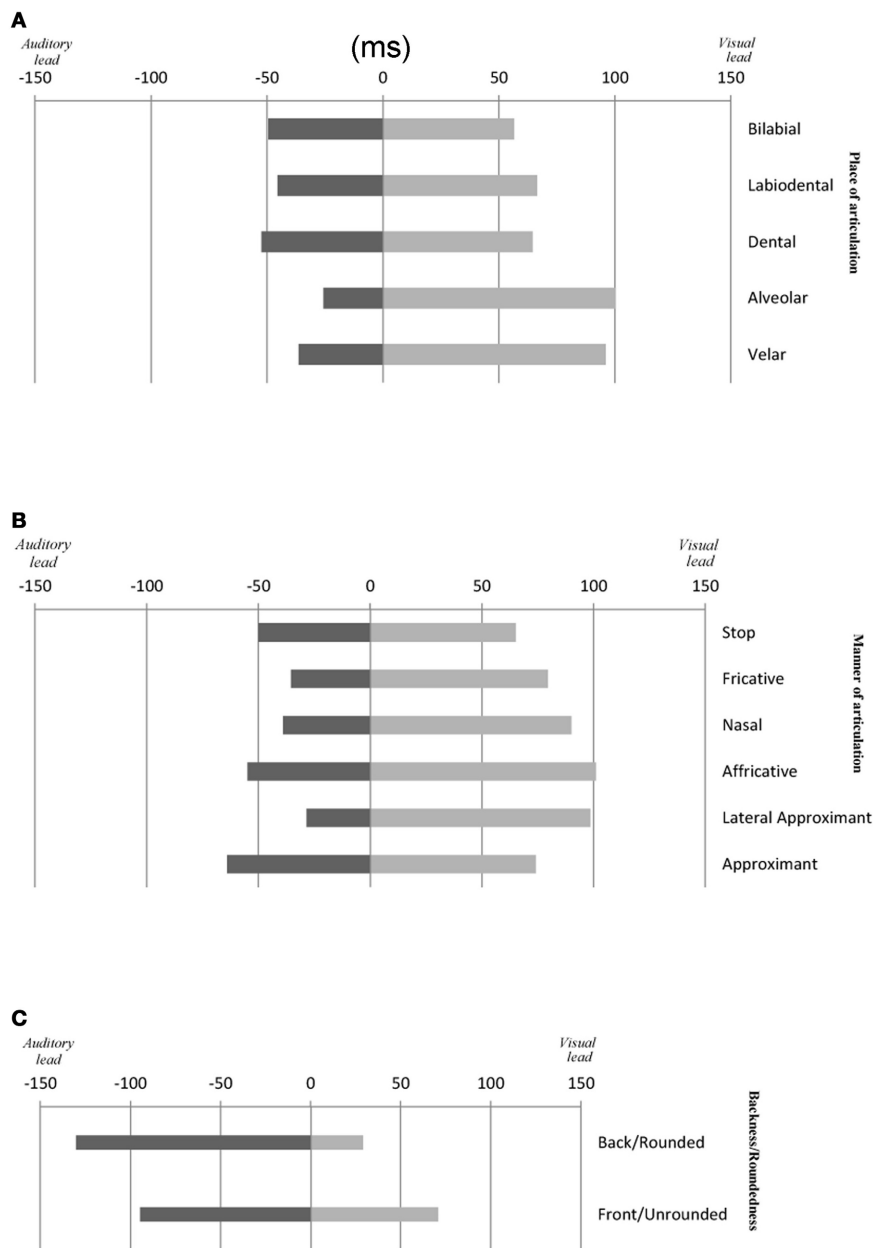 A
Auditory lead
(ms)
Visual lead
-150 -100 -50 0 50 100 150
Bilabial
Labiodental
Dental
Alveolar
Velar
Place of articulation
B
Auditory lead
Visual lead
-150 -100 -50 0 50 100 150
Stop
Fricative
Nasal
Affricative
Lateral Approximant
Approximant
Manner of articulation
C
Auditory lead
Visual lead
-150 -100 -50 0 50 100 150
Back/Rounded
Front/Unrounded
Backness/Roundedness